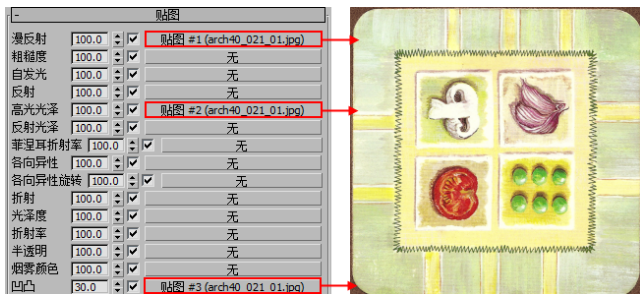 - 贴图
漫反射 100.0 贴图 #1 (arch40_021_01.jpg)
粗糙度 100.0 无
自发光 100.0 无
反射 100.0 无
高光光泽 100.0 贴图 #2 (arch40_021_01.jpg)
反射光泽 100.0 无
菲涅耳折射率 100.0 无
各向异性 100.0 无
各向异性旋转 100.0 无
折射 100.0 无
光泽度 100.0 无
折射率 100.0 无
半透明 100.0 无
烟雾颜色 100.0 无
凹凸 30.0 贴图 #3 (arch40_021_01.jpg)